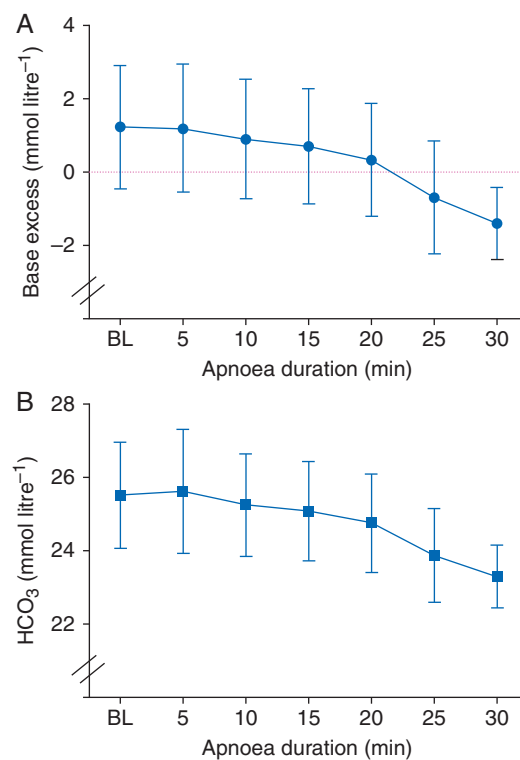 A
Base excess (mmol litre⁻¹)
4
2
0
−2
BL 5 10 15 20 25 30
Apnoea duration (min)
B
HCO₃ (mmol litre⁻¹)
28
26
24
22
BL 5 10 15 20 25 30
Apnoea duration (min)